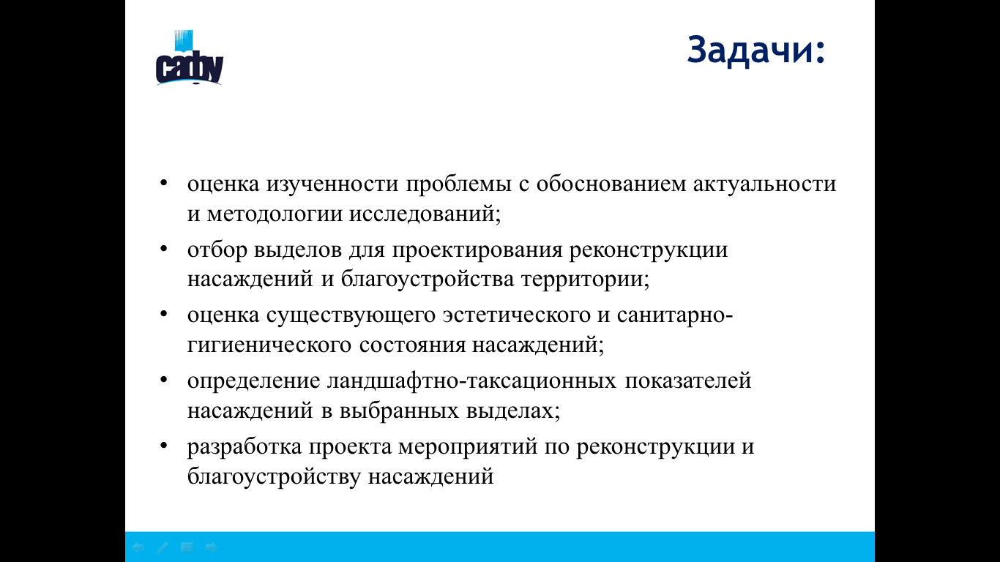 сафу
Задачи:
• оценка изученности проблемы с обоснованием актуальности
и методологии исследований;
• отбор выделов для проектирования реконструкции
насаждений и благоустройства территории;
• оценка существующего эстетического и санитарно-
гигиенического состояния насаждений;
• определение ландшафтно-таксационных показателей
насаждений в выбранных выделах;
• разработка проекта мероприятий по реконструкции и
благоустройству насаждений